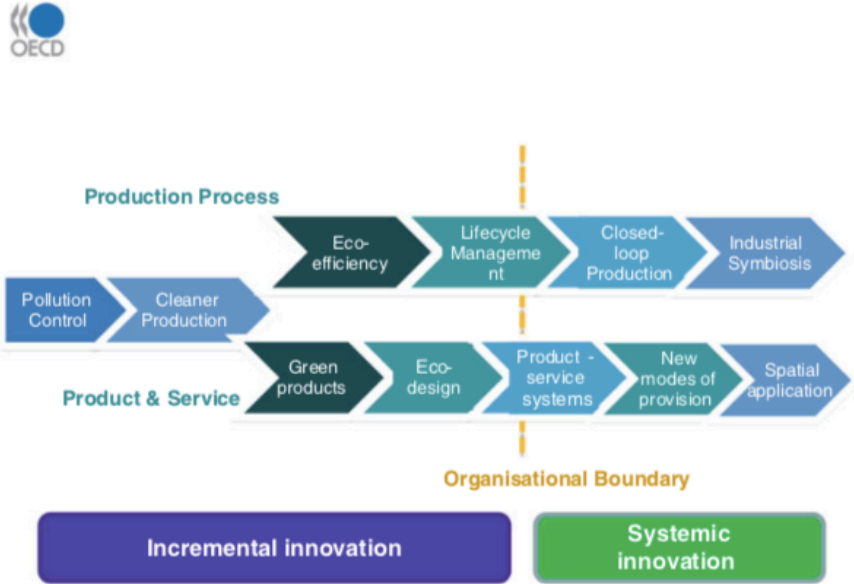 OECD
Production Process
Eco-
efficiency
Lifecycle
Manageme
nt
Closed-
loop
Production
Industrial
Symbiosis
Pollution
Control
Cleaner
Production
Green
products
Eco-
design
Product -
service
systems
New
modes of
provision
Spatial
application
Product & Service
Organisational Boundary
Incremental innovation
Systemic
innovation